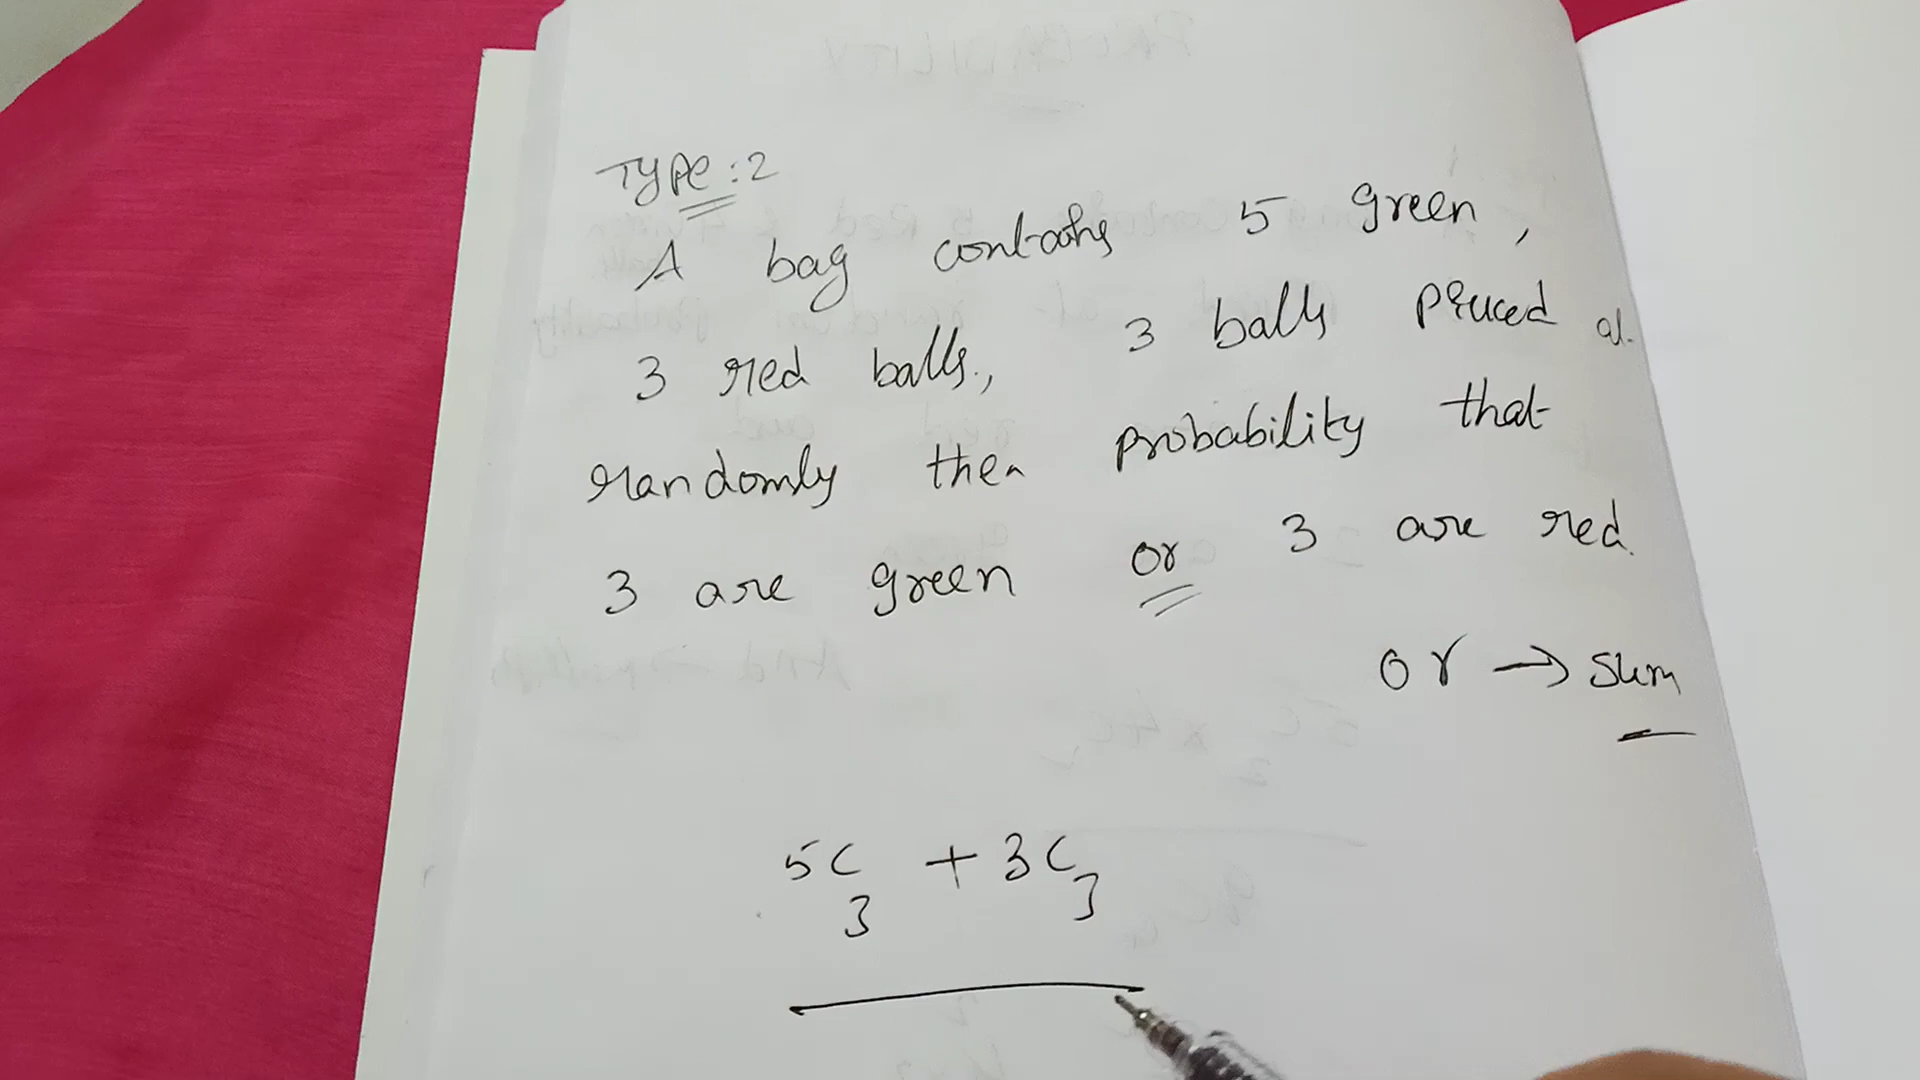 Type : 2
A bag contains 5 green,
3 red balls, 3 balls picked at
randomly then probability that
3 are green or 3 are red.
or → sum
5C3 + 3C3